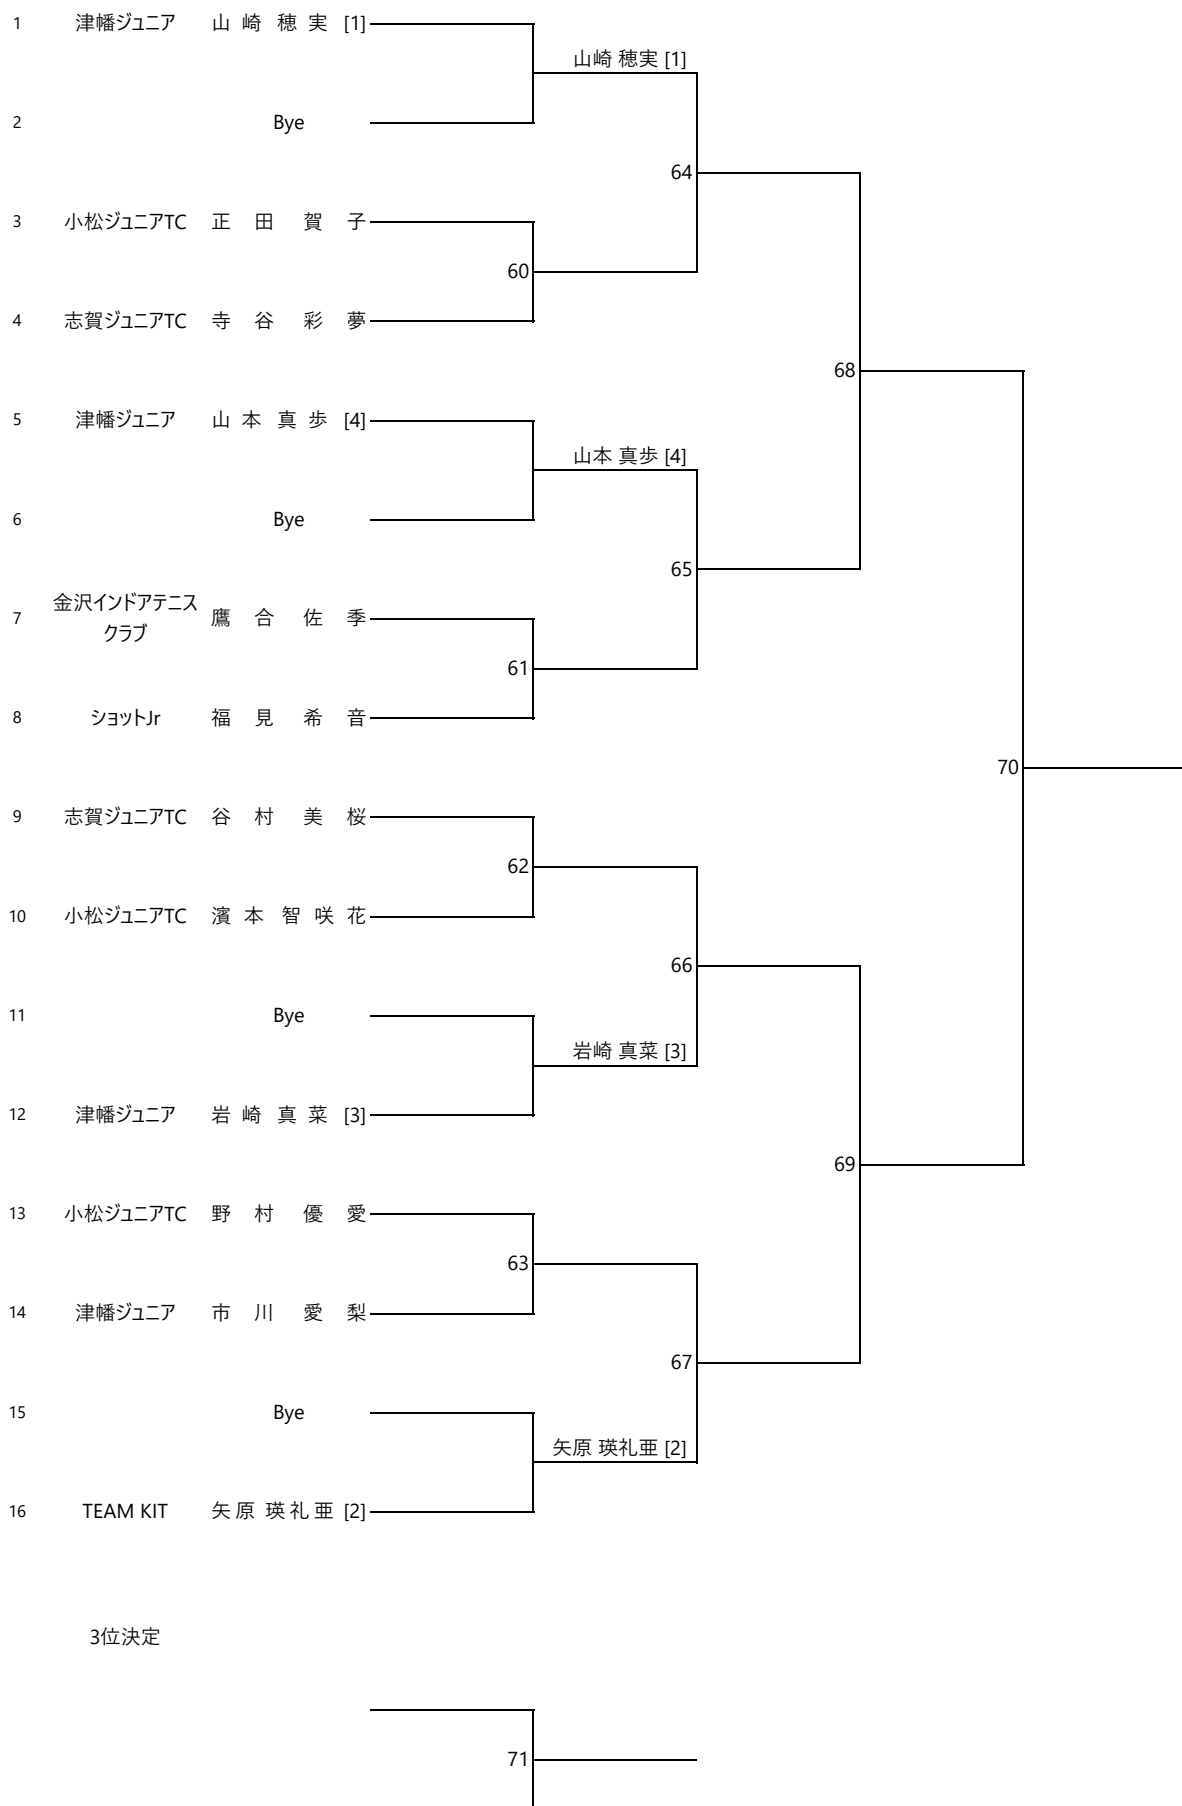 1 津幡ジュニア 山崎 穂実 [1]
山崎 穂実 [1]
2 Bye
64
3 小松ジュニアTC 正田 賀子
60
4 志賀ジュニアTC 寺谷 彩夢
68
5 津幡ジュニア 山本 真歩 [4]
山本 真歩 [4]
6 Bye
65
7 金沢インドアテニス
クラブ 鷹合 佐季
61
8 ショットJr 福見 希音
70
9 志賀ジュニアTC 谷村 美桜
62
10 小松ジュニアTC 濱本 智咲花
66
11 Bye
岩崎 真菜 [3]
12 津幡ジュニア 岩崎 真菜 [3]
69
13 小松ジュニアTC 野村 優愛
63
14 津幡ジュニア 市川 愛梨
67
15 Bye
矢原 瑛礼亜 [2]
16 TEAM KIT 矢原 瑛礼亜 [2]
3位決定
71